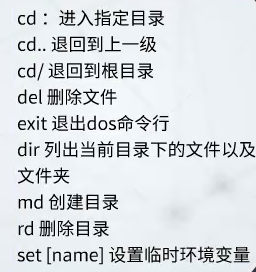 cd ：进入指定目录
cd.. 退回到上一级
cd/ 退回到根目录
del 删除文件
exit 退出dos命令行
dir 列出当前目录下的文件以及
文件夹
md 创建目录
rd 删除目录
set [name] 设置临时环境变量